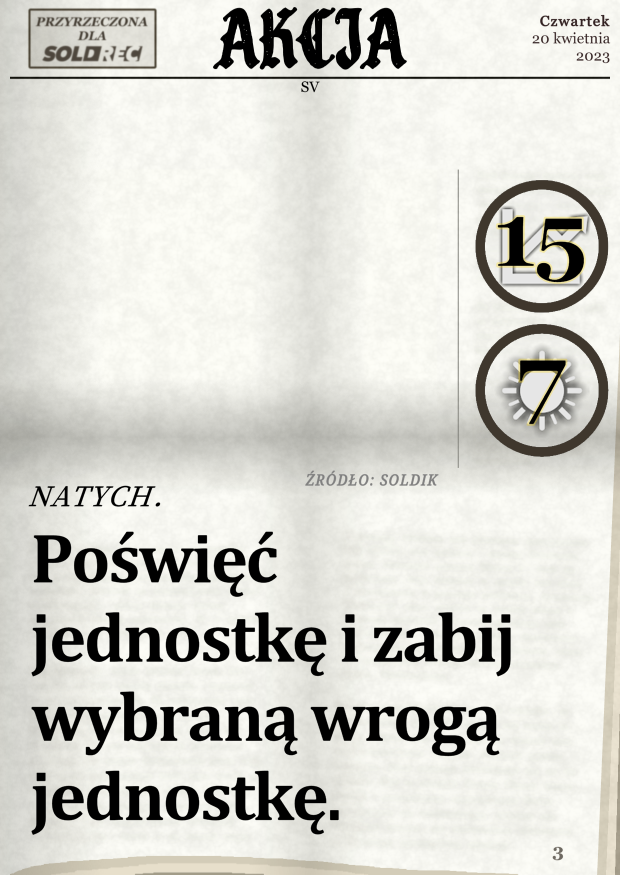 PRZYRZECZONA
DLA
SOLDREC
AKCJA
Czwartek
20 kwietnia
2023
SV
15
7
ŹRÓDŁO: SOLDIK
NATYCH.
Poświęć
jednostkę i zabij
wybraną wrogą
jednostkę.
3